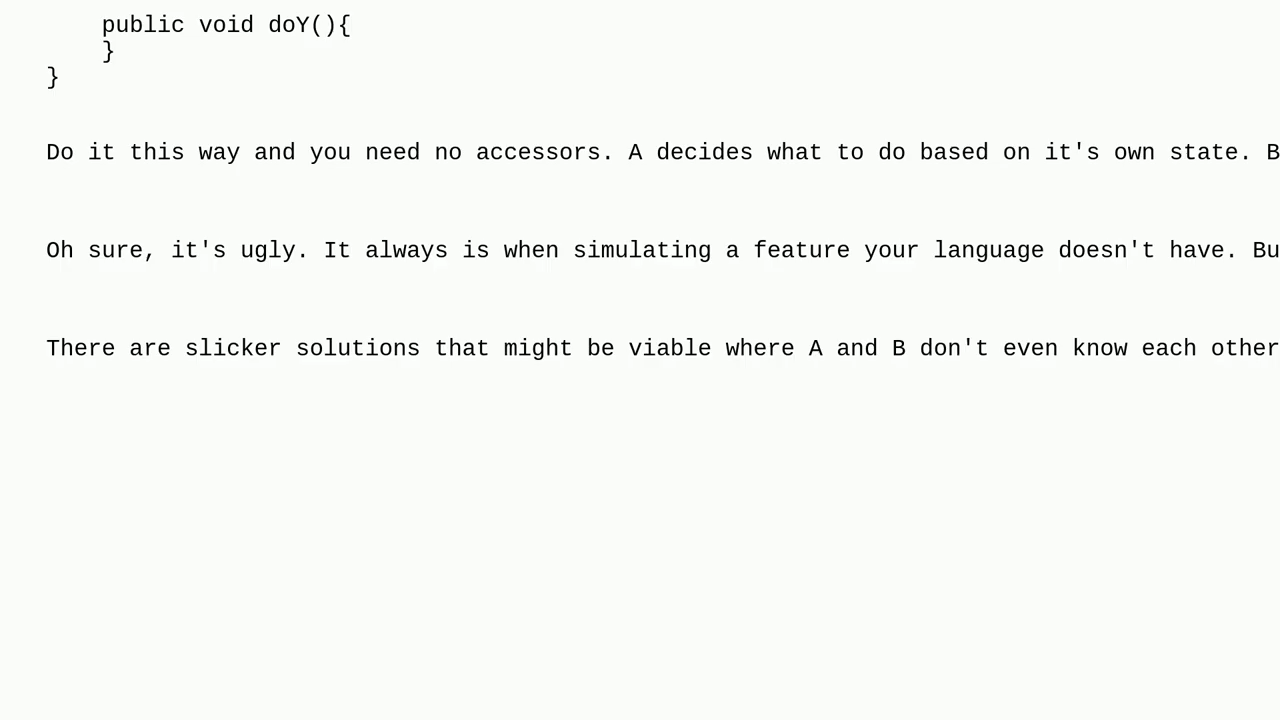 public void doY(){
}
}
Do it this way and you need no accessors. A decides what to do based on it's own state. B
Oh sure, it's ugly. It always is when simulating a feature your language doesn't have. Bu
There are slicker solutions that might be viable where A and B don't even know each other